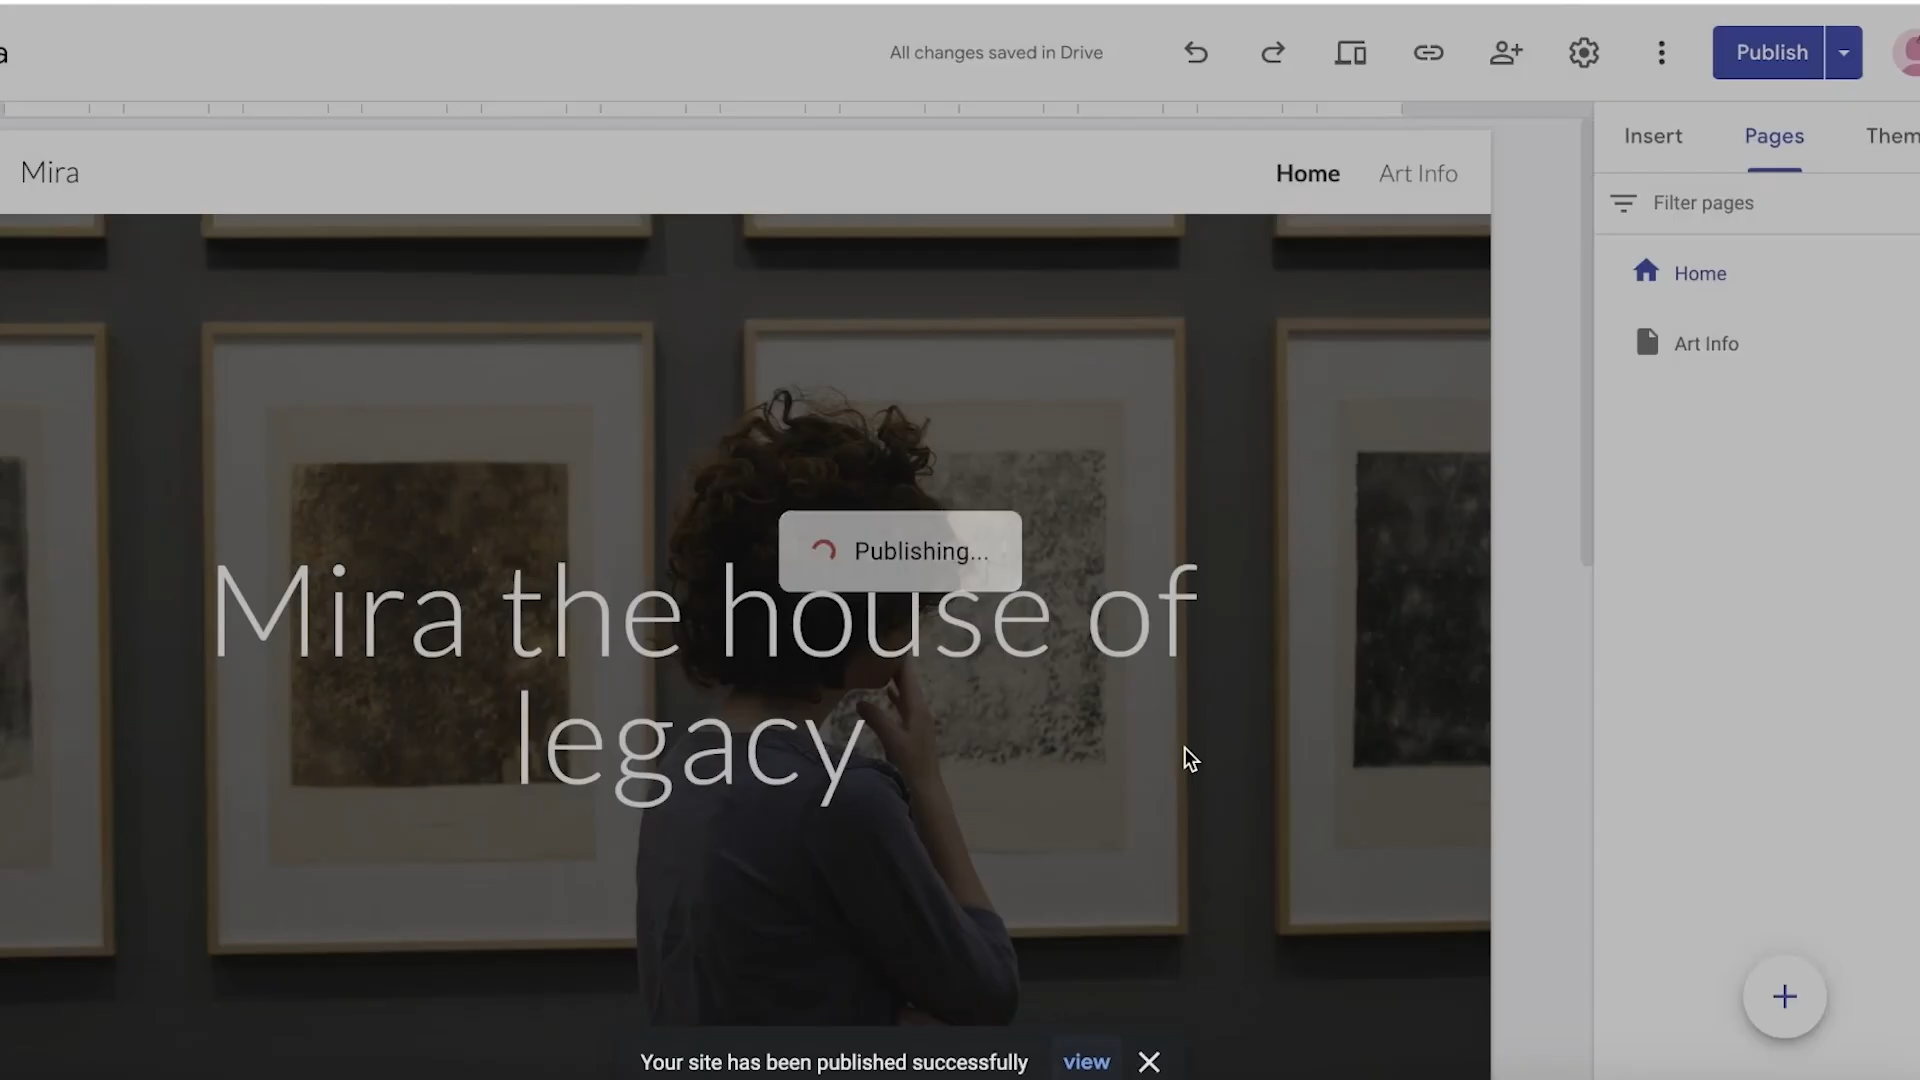 a
All changes saved in Drive
Publish
Insert Pages Them
Mira
Home Art Info
Filter pages
Home
Art Info
Publishing...
Mira the house of
legacy
Your site has been published successfully view